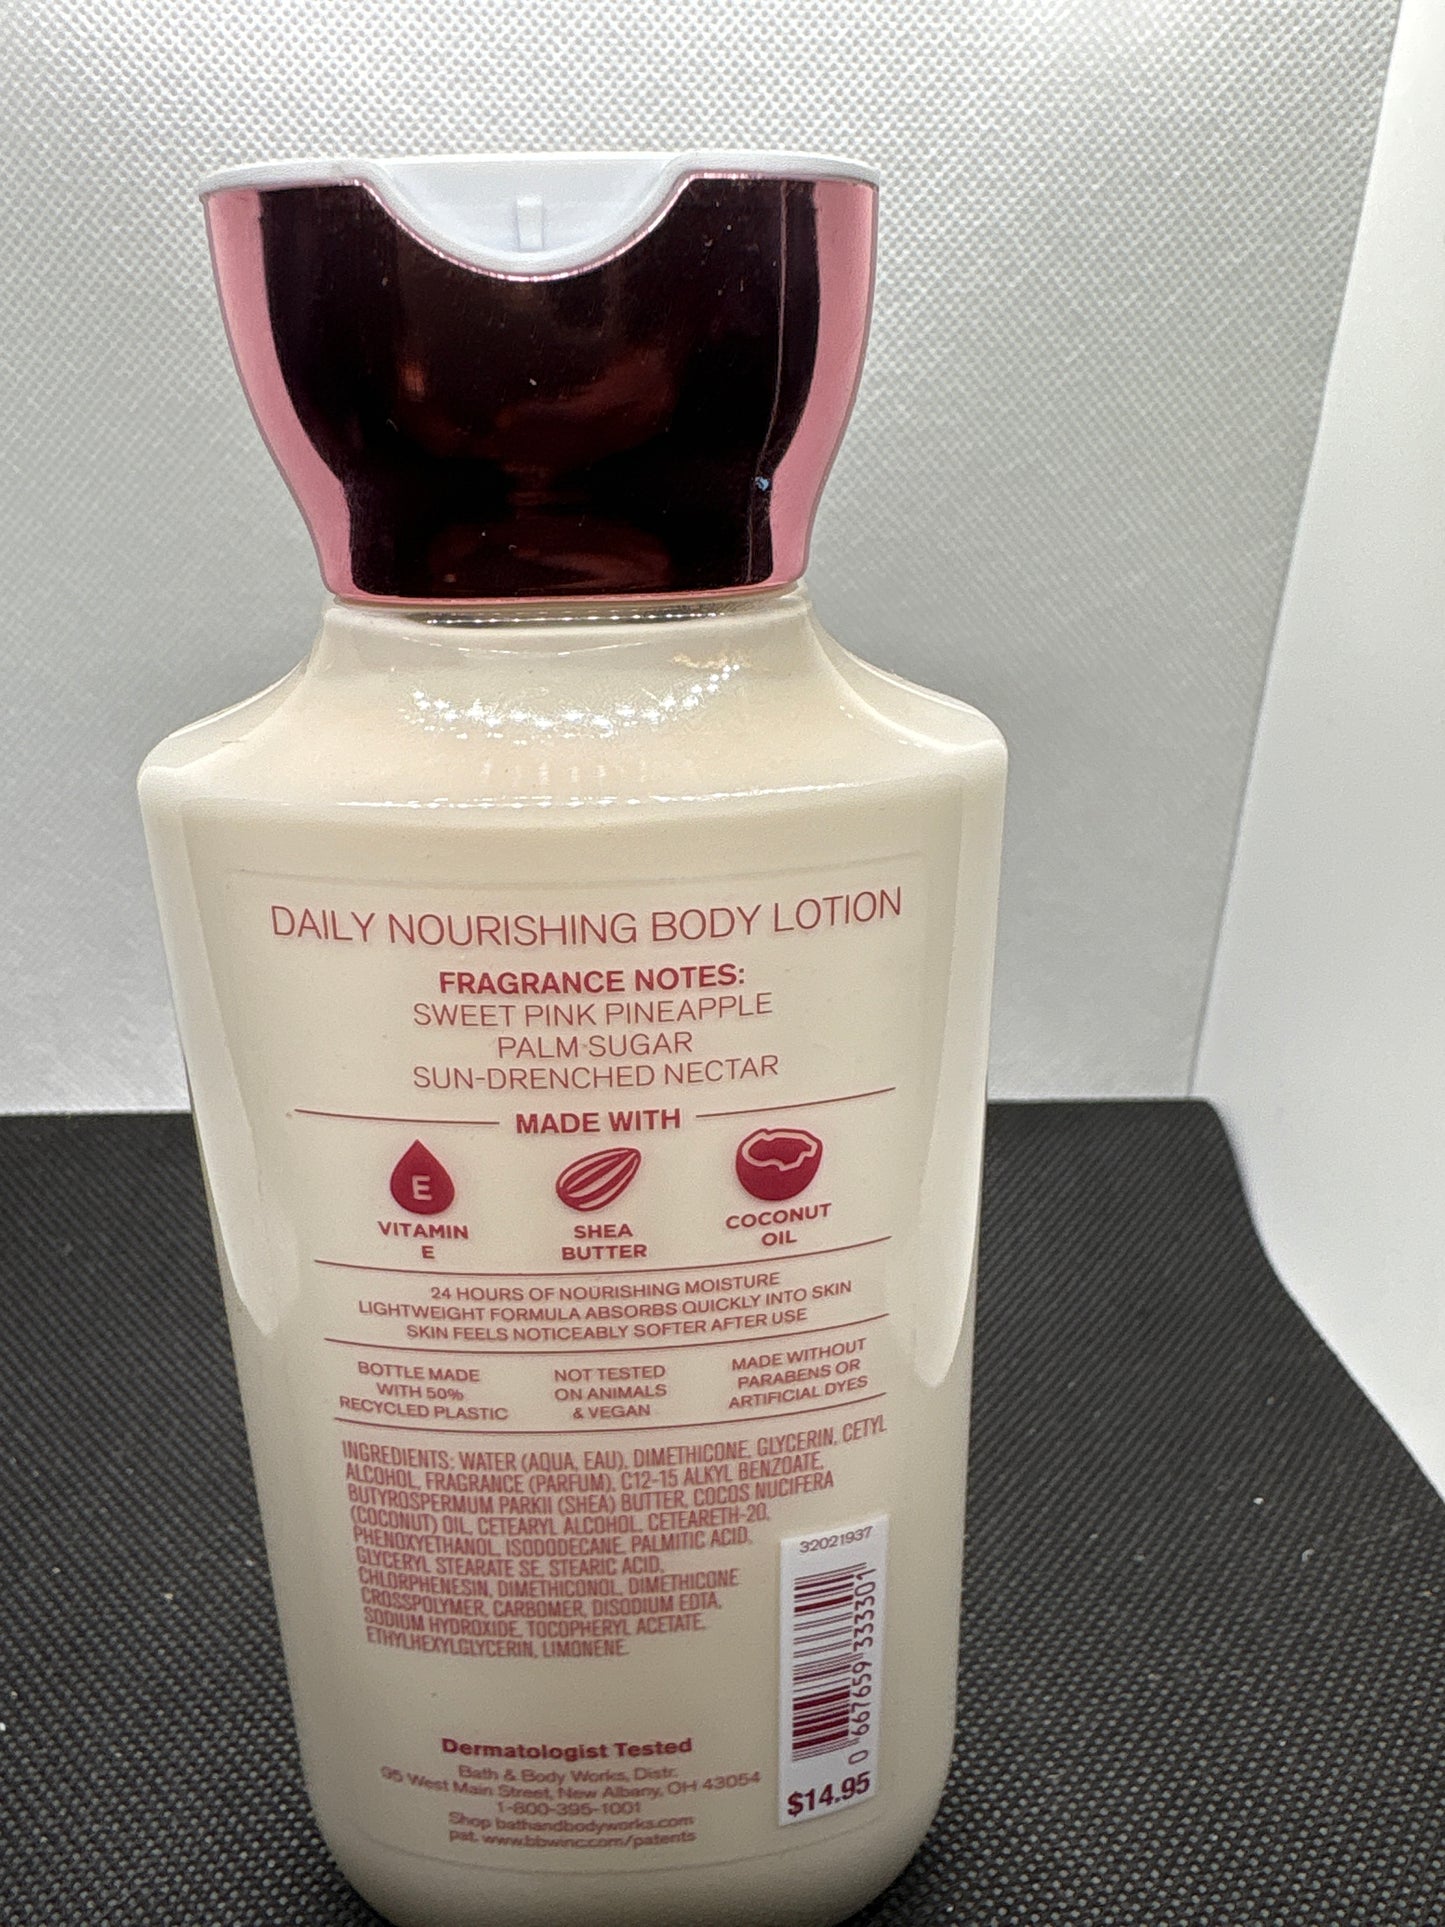 DAILY NOURISHING BODY LOTION
FRAGRANCE NOTES:
SWEET PINK PINEAPPLE
PALM SUGAR
SUN-DRENCHED NECTAR
MADE WITH
E
VITAMIN
E
SHEA
BUTTER
COCONUT
OIL
24 HOURS OF NOURISHING MOISTURE
LIGHTWEIGHT FORMULA ABSORBS QUICKLY INTO SKIN
SKIN FEELS NOTICEABLY SOFTER AFTER USE
BOTTLE MADE
WITH 50%
RECYCLED PLASTIC
NOT TESTED
ON ANIMALS
& VEGAN
MADE WITHOUT
PARABENS OR
ARTIFICIAL DYES
INGREDIENTS: WATER (AQUA, EAU), DIMETHICONE, GLYCERIN, CETYL
ALCOHOL, FRAGRANCE (PARFUM), C12-15 ALKYL BENZOATE,
BUTYROSPERMUM PARKII (SHEA) BUTTER, COCOS NUCIFERA
(COCONUT) OIL, CETEARYL ALCOHOL, CETEARETH-20,
PHENOXYETHANOL, ISODODECANE, PALMITIC ACID,
GLYCERYL STEARATE SE, STEARIC ACID,
CHLORPHENESIN, DIMETHICONOL, DIMETHICONE
CROSSPOLYMER, CARBOMER, DISODIUM EDTA,
SODIUM HYDROXIDE, TOCOPHERYL ACETATE,
ETHYLHEXYLGLYCERIN, LIMONENE.
32021937
0 667659 333301
$14.95
Dermatologist Tested
Bath & Body Works, Distr.
95 West Main Street, New Albany, OH 43054
1-800-395-1001
Shop bathandbodyworks.com
pat. www.bbwinc.com/patents